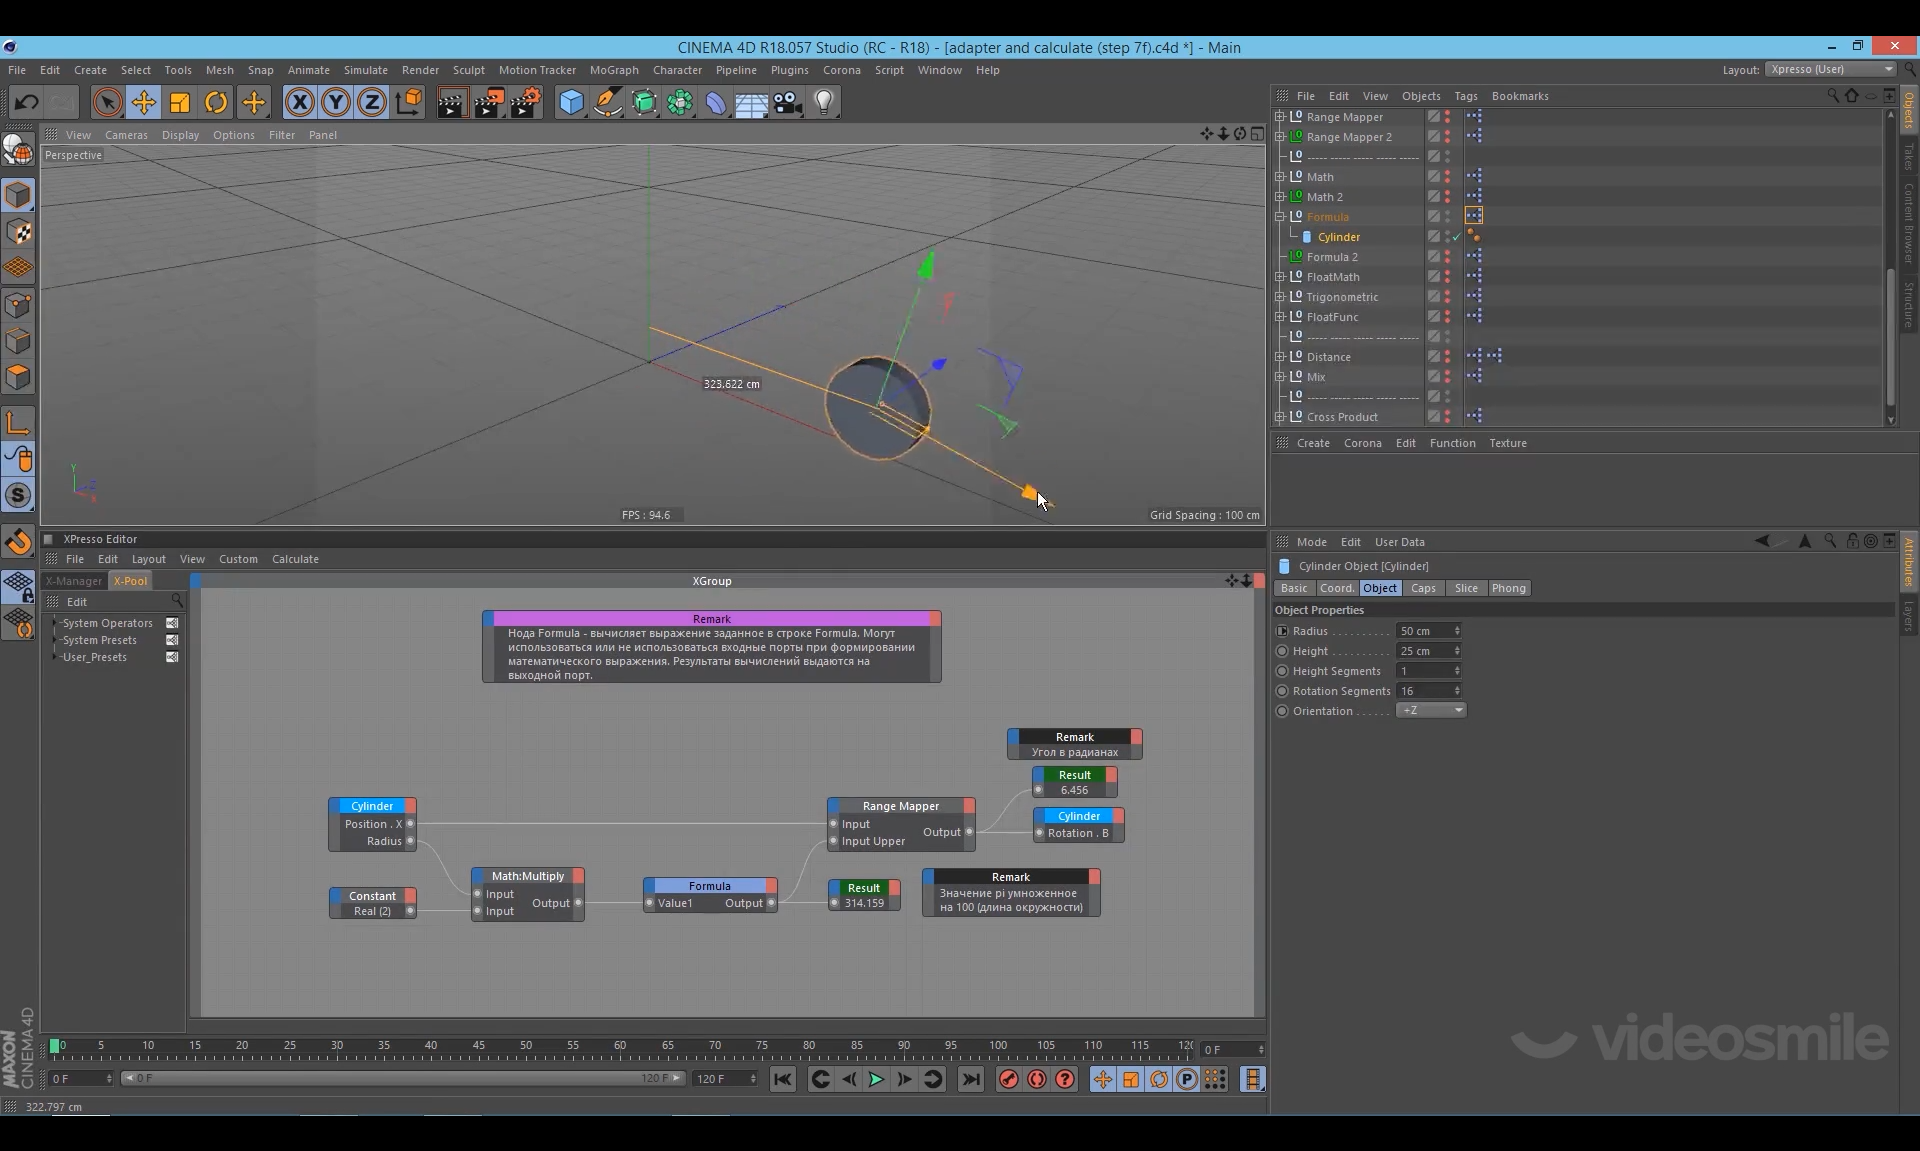 CINEMA 4D R18.057 Studio (RC - R18) - [adapter and calculate (step 7f).c4d *] - Main
File Edit Create Select Tools Mesh Snap Animate Simulate Render Sculpt Motion Tracker MoGraph Character Pipeline Plugins Corona Script Window Help
Layout: Xpresso (User)
View Cameras Display Options Filter Panel
Perspective
323.622 cm
FPS : 94.6
Grid Spacing : 100 cm
File Edit View Objects Tags Bookmarks
Range Mapper
Range Mapper 2
----- ----- ----- ----- -----
Math
Math 2
Formula
Cylinder
Formula 2
FloatMath
Trigonometric
FloatFunc
----- ----- ----- ----- -----
Distance
Mix
----- ----- ----- ----- -----
Cross Product
Objects
Takes
Content Browser
Structure
Create Corona Edit Function Texture
XPresso Editor
File Edit Layout View Custom Calculate
X-Manager X-Pool
Edit
System Operators
System Presets
User_Presets
XGroup
Remark
Нода Formula - вычисляет выражение заданное в строке Formula. Могут
использоваться или не использоваться входные порты при формировании
математического выражения. Результаты вычислений выдаются на
выходной порт.
Remark
Угол в радианах
Result
6.456
Cylinder
Position . X
Radius
Range Mapper
Input
Output
Input Upper
Cylinder
Rotation . B
Constant
Real (2)
Math:Multiply
Input
Output
Input
Formula
Value1 Output
Result
314.159
Remark
Значение pi умноженное
на 100 (длина окружности)
Mode Edit User Data
Cylinder Object [Cylinder]
Basic Coord. Object Caps Slice Phong
Object Properties
Radius . . . . . . . . . . 50 cm
Height . . . . . . . . . . 25 cm
Height Segments 1
Rotation Segments 16
Orientation . . . . . . +Z
Attributes
Layers
0 5 10 15 20 25 30 35 40 45 50 55 60 65 70 75 80 85 90 95 100 105 110 115 120
0 F
0 F 0 F 120 F 120 F
322.797 cm
MAXON
CINEMA 4D
videosmile
Y
Z
X